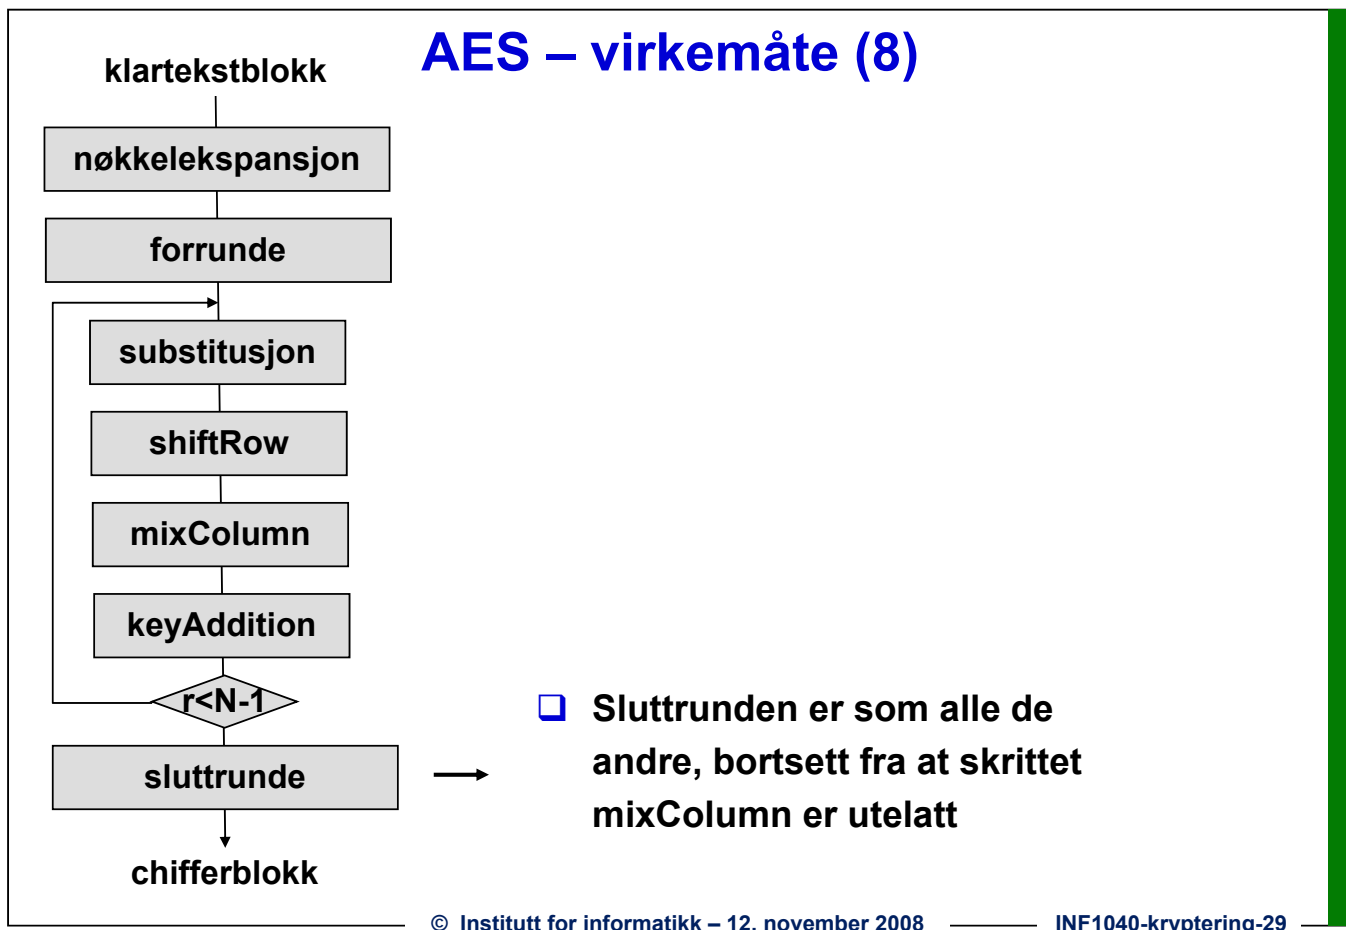 AES – virkemåte (8)
klartekstblokk
nøkkelekspansjon
forrunde
substitusjon
shiftRow
mixColumn
keyAddition
r<N-1
sluttrunde
chifferblokk
❑ Sluttrunden er som alle de
andre, bortsett fra at skrittet
mixColumn er utelatt
© Institutt for informatikk – 12. november 2008
INF1040-kryptering-29